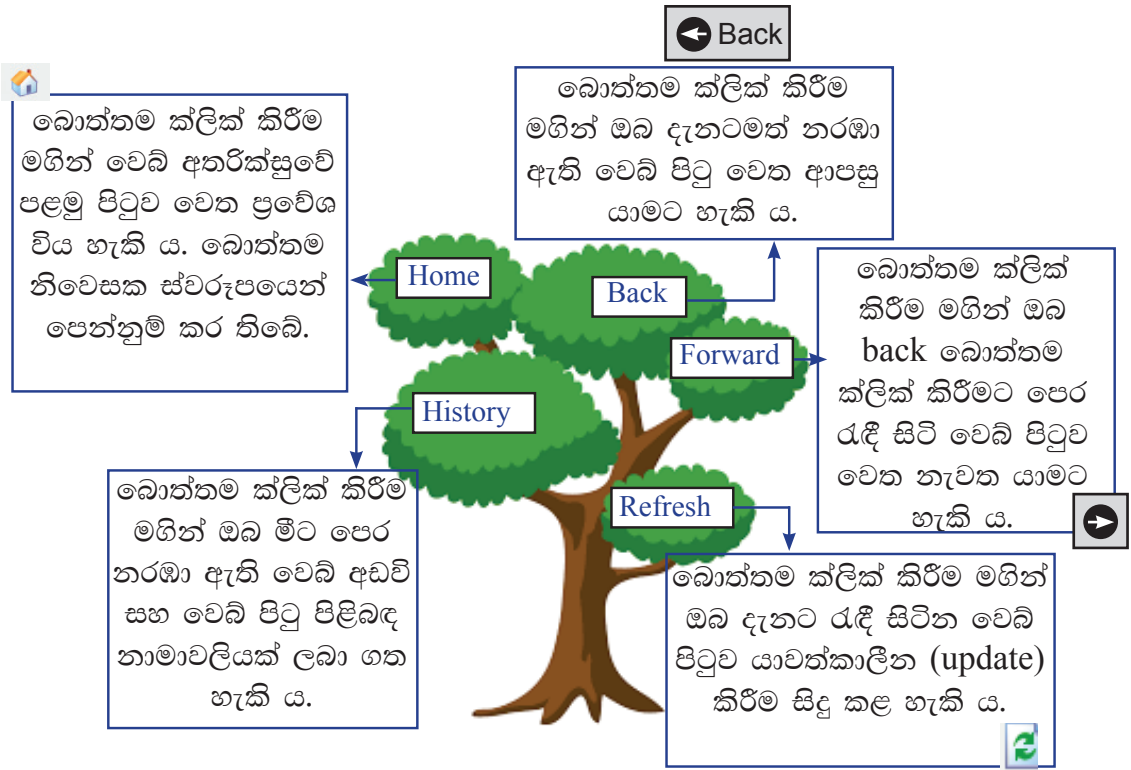 Back
බොත්තම ක්ලික් කිරීම
මගින් ඔබ දැනටමත් නරඹා
ඇති වෙබ් පිටු වෙත ආපසු
යාමට හැකි ය.
බොත්තම ක්ලික් කිරීම
මගින් වෙබ් අතරික්සුවේ
පළමු පිටුව වෙත ප්‍රවේශ
විය හැකි ය. බොත්තම
නිවෙසක ස්වරූපයෙන්
පෙන්නුම් කර තිබේ.
Home
Back
Forward
History
Refresh
බොත්තම ක්ලික්
කිරීම මගින් ඔබ
back බොත්තම
ක්ලික් කිරීමට පෙර
රැඳී සිටි වෙබ් පිටුව
වෙත නැවත යාමට
හැකි ය.
බොත්තම ක්ලික් කිරීම
මගින් ඔබ මීට පෙර
නරඹා ඇති වෙබ් අඩවි
සහ වෙබ් පිටු පිළිබඳ
නාමාවලියක් ලබා ගත
හැකි ය.
බොත්තම ක්ලික් කිරීම මගින්
ඔබ දැනට රැඳී සිටින වෙබ්
පිටුව යාවත්කාලීන (update)
කිරීම සිදු කළ හැකි ය.